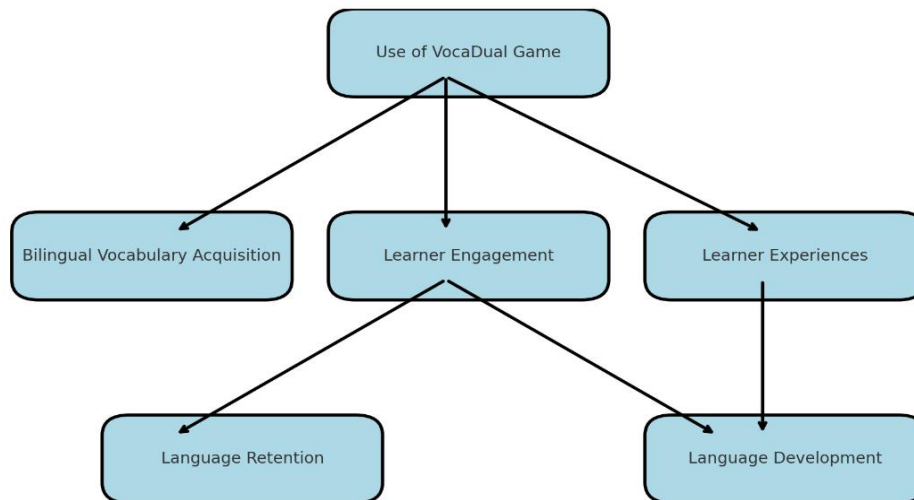 Use of VocaDual Game
Bilingual Vocabulary Acquisition
Learner Engagement
Learner Experiences
Language Retention
Language Development